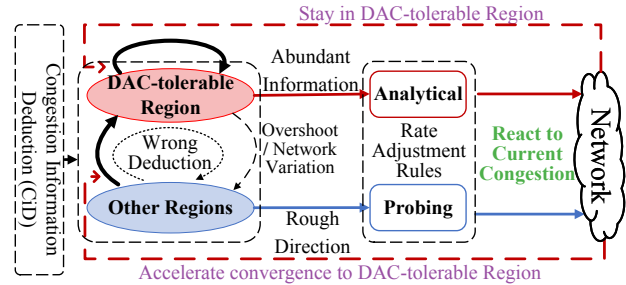 Stay in DAC-tolerable Region
Congestion Information
Deduction (CiD)
DAC-tolerable
Region
Abundant
Information
Analytical
Wrong
Deduction
Overshoot
/ Network
Variation
Rate
Adjustment
Rules
React to
Current
Congestion
Network
Other Regions
Rough
Direction
Probing
Accelerate convergence to DAC-tolerable Region